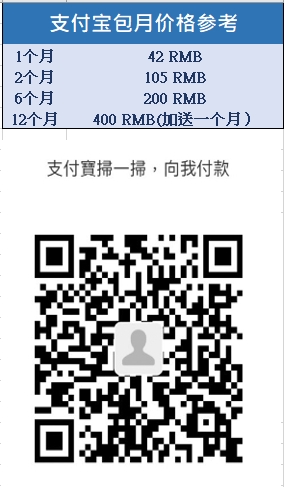 支付宝包月价格参考
1个月 42 RMB
2个月 105 RMB
6个月 200 RMB
12个月 400 RMB(加送一个月)
支付寶掃一掃，向我付款